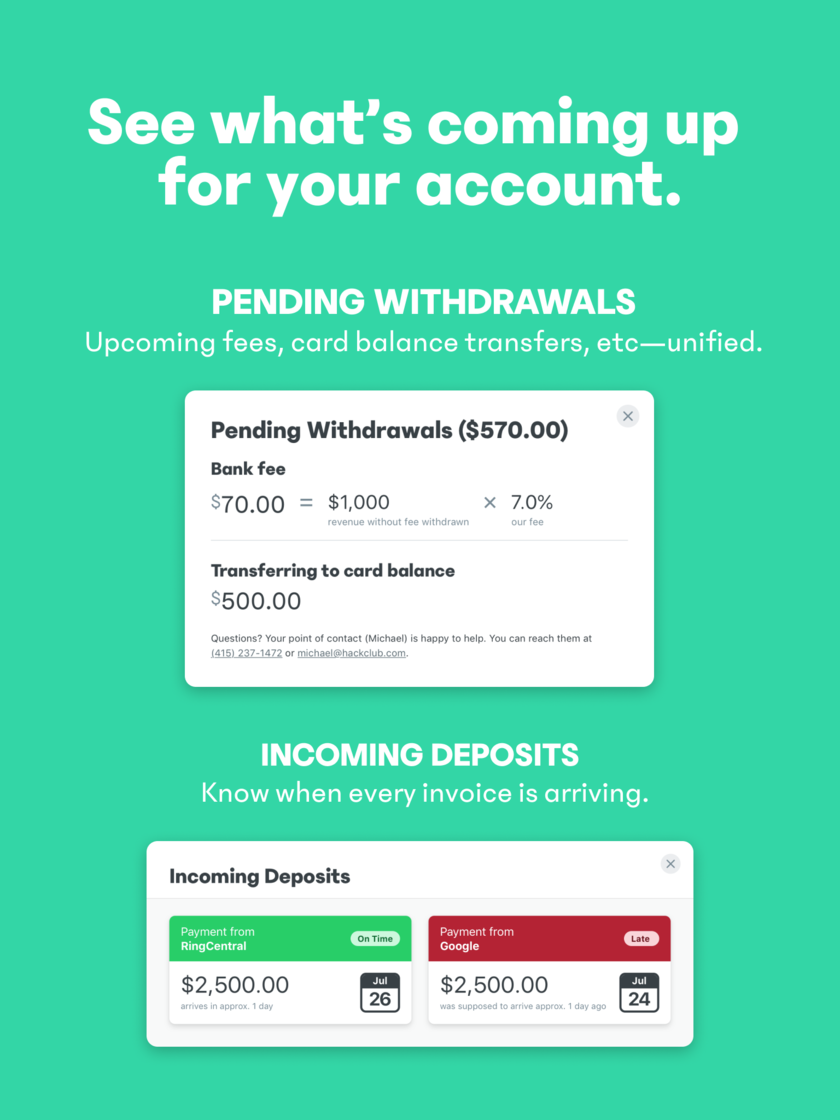 See what’s coming up
for your account.
PENDING WITHDRAWALS
Upcoming fees, card balance transfers, etc—unified.
Pending Withdrawals ($570.00)
Bank fee
$70.00 = $1,000 × 7.0%
revenue without fee withdrawn our fee
Transferring to card balance
$500.00
Questions? Your point of contact (Michael) is happy to help. You can reach them at
(415) 237-1472 or michael@hackclub.com.
INCOMING DEPOSITS
Know when every invoice is arriving.
Incoming Deposits
Payment from
RingCentral
On Time
$2,500.00
arrives in approx. 1 day
Jul
26
Payment from
Google
Late
$2,500.00
was supposed to arrive approx. 1 day ago
Jul
24